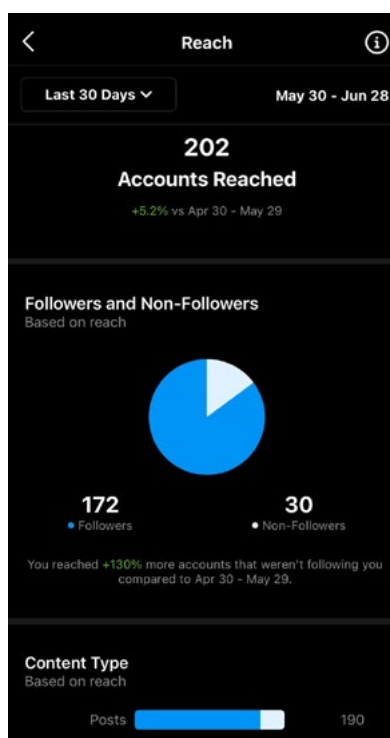 Reach
Last 30 Days
May 30 - Jun 28
202
Accounts Reached
+5.2% vs Apr 30 - May 29
Followers and Non-Followers
Based on reach
172
30
Followers
Non-Followers
You reached +130% more accounts that weren't following you
compared to Apr 30 - May 29.
Content Type
Based on reach
Posts
190